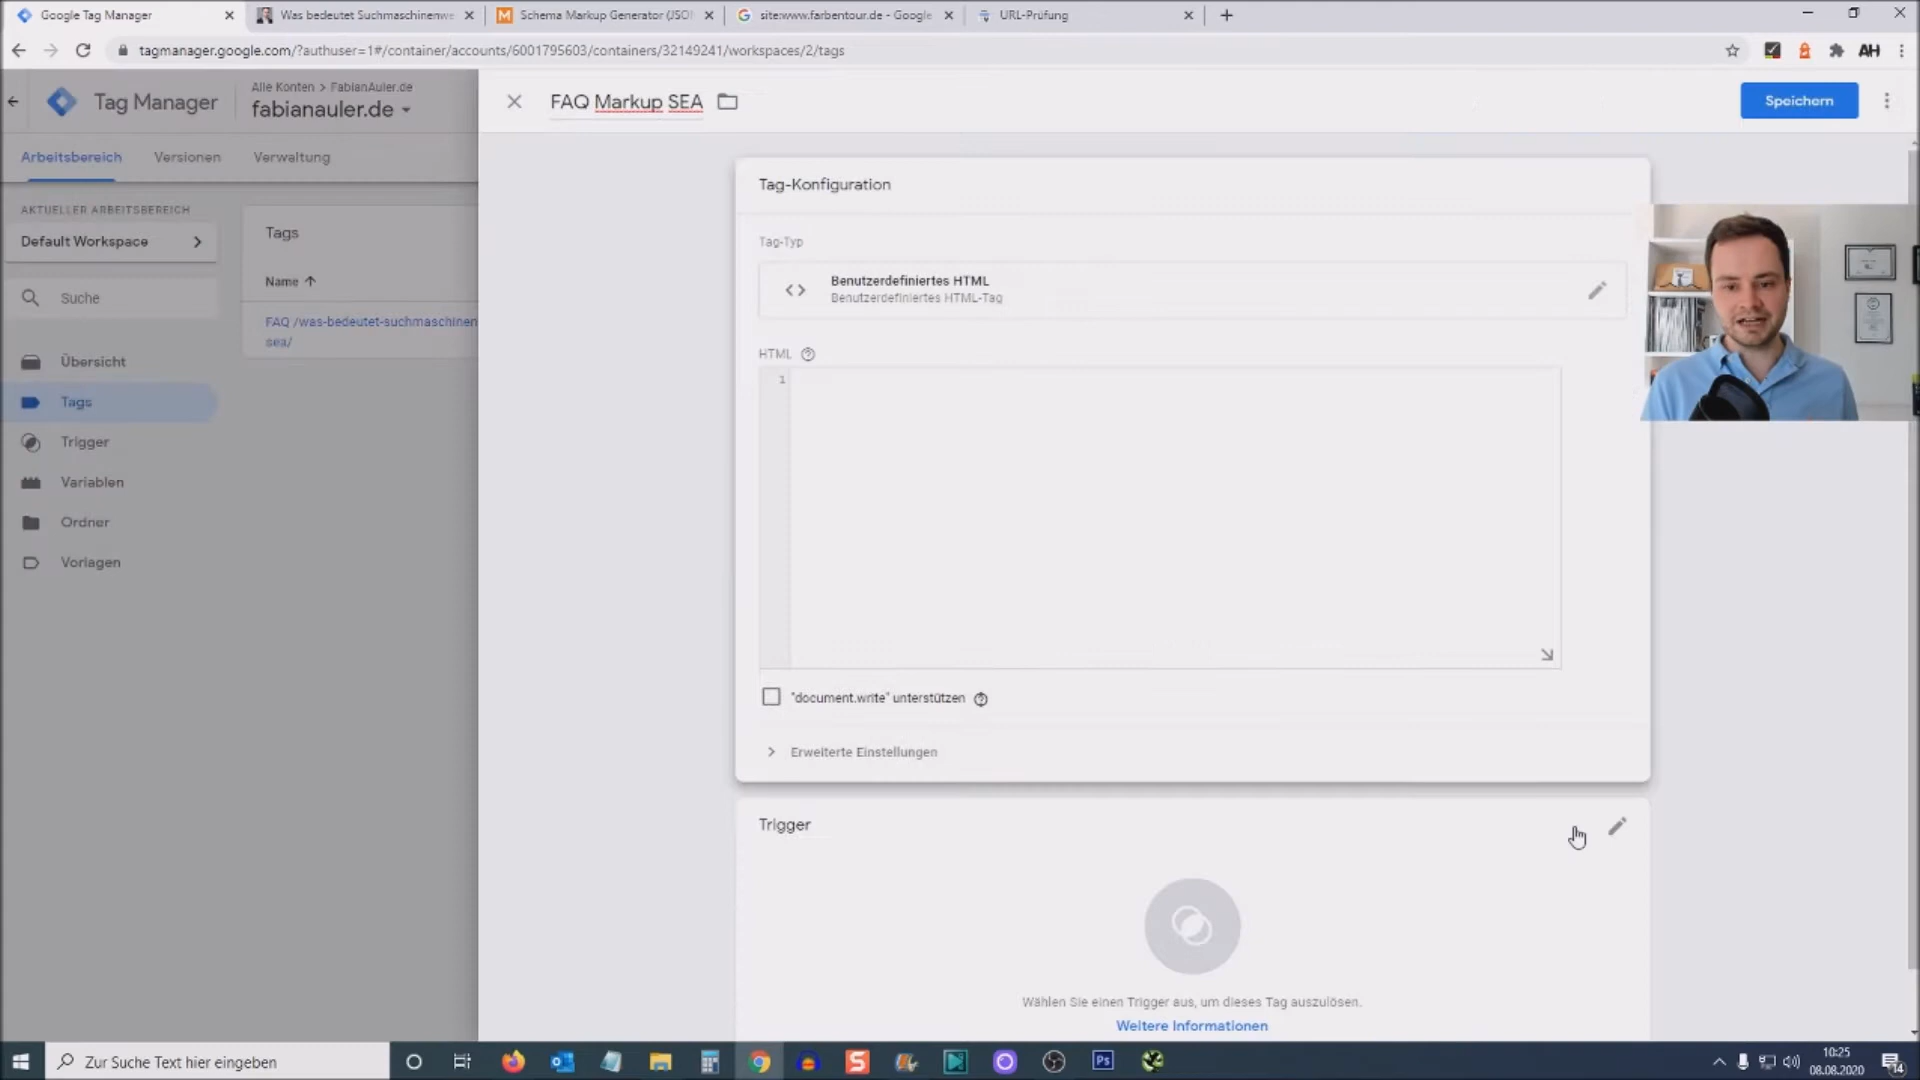 Google Tag Manager
Was bedeutet Suchmaschinenwe
Schema Markup Generator (JSON
site:www.farbentour.de - Google
URL-Prüfung
tagmanager.google.com/?authuser=1#/container/accounts/6001795603/containers/32149241/workspaces/2/tags
AH
Tag Manager
Alle Konten > FabianAuler.de
fabianauler.de
FAQ Markup SEA
Speichern
Arbeitsbereich
Versionen
Verwaltung
AKTUELLER ARBEITSBEREICH
Default Workspace
Suche
Übersicht
Tags
Trigger
Variablen
Ordner
Vorlagen
Tags
Name
FAQ /was-bedeutet-suchmaschinen
sea/
Tag-Konfiguration
Tag-Typ
Benutzerdefiniertes HTML
Benutzerdefiniertes HTML-Tag
HTML
1
"document.write" unterstützen
Erweiterte Einstellungen
Trigger
Wählen Sie einen Trigger aus, um dieses Tag auszulösen.
Weitere Informationen
Zur Suche Text hier eingeben
S
Ps
10:25
08.08.2020
14